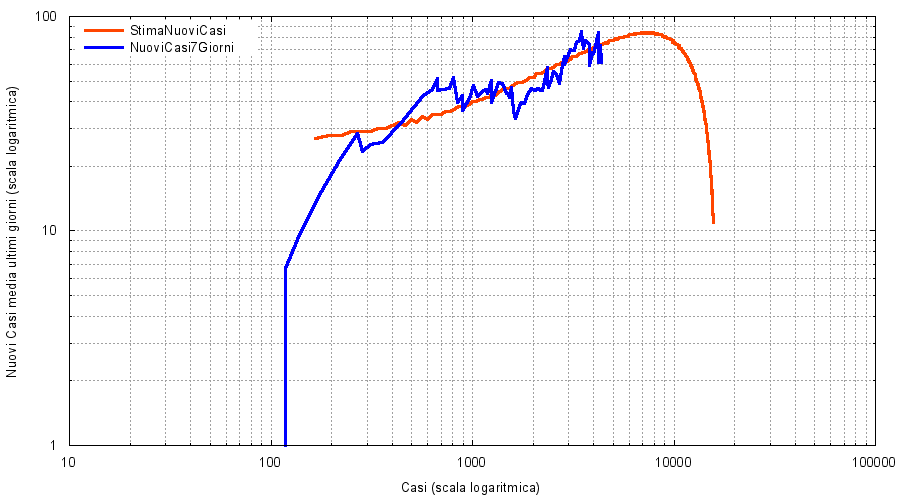 100
StimaNuoviCasi
NuoviCasi7Giorni
10
Nuovi Casi media ultimi giorni (scala logaritmica)
1
10 100 1000 10000 100000
Casi (scala logaritmica)